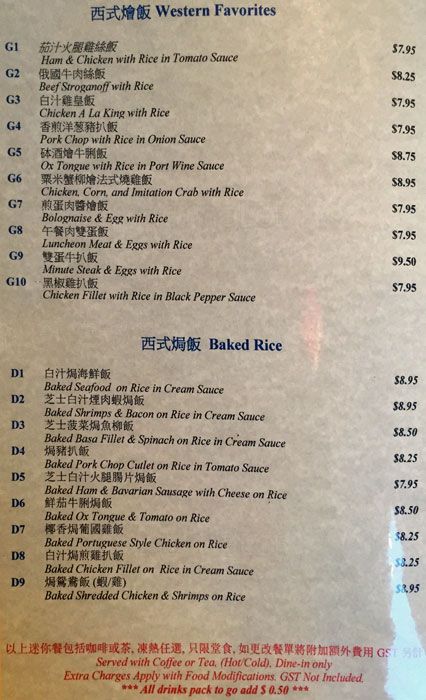 西式燴飯 Western Favorites
G1 茄汁火腿雞絲飯
Ham & Chicken with Rice in Tomato Sauce $7.95
G2 俄國牛肉絲飯
Beef Stroganoff with Rice $8.25
G3 白汁雞皇飯
Chicken A La King with Rice $7.95
G4 香煎洋葱豬扒飯
Pork Chop with Rice in Onion Sauce $7.95
G5 砵酒燴牛脷飯
Ox Tongue with Rice in Port Wine Sauce $8.75
G6 粟米蟹柳燴法式燒雞飯
Chicken, Corn, and Imitation Crab with Rice $8.95
G7 煎蛋肉醬燴飯
Bolognaise & Egg with Rice $7.95
G8 午餐肉雙蛋飯
Luncheon Meat & Eggs with Rice $7.95
G9 雙蛋牛扒飯
Minute Steak & Eggs with Rice $9.50
G10 黑椒雞扒飯
Chicken Fillet with Rice in Black Pepper Sauce $7.95
西式焗飯 Baked Rice
D1 白汁焗海鮮飯
Baked Seafood on Rice in Cream Sauce $8.95
D2 芝士白汁煙肉蝦焗飯
Baked Shrimps & Bacon on Rice in Cream Sauce $8.95
D3 芝士菠菜焗魚柳飯
Baked Basa Fillet & Spinach on Rice in Cream Sauce $8.50
D4 焗豬扒飯
Baked Pork Chop Cutlet on Rice in Tomato Sauce $8.25
D5 芝士白汁火腿腸片焗飯
Baked Ham & Bavarian Sausage with Cheese on Rice $7.95
D6 鮮茄牛脷焗飯
Baked Ox Tongue & Tomato on Rice $8.50
D7 椰香焗葡國雞飯
Baked Portuguese Style Chicken on Rice $8.25
D8 白汁焗煎雞扒飯
Baked Chicken Fillet on Rice in Cream Sauce $8.25
D9 焗鴛鴦飯 (蝦/雞)
Baked Shredded Chicken & Shrimps on Rice $8.95
以上迷你餐包括咖啡或茶, 凍熱任選, 只限堂食, 如更改餐單將附加額外費用 GST 另計
Served with Coffee or Tea, (Hot/Cold), Dine-in only
Extra Charges Apply with Food Modifications. GST Not Included.
*** All drinks pack to go add $ 0.50 ***